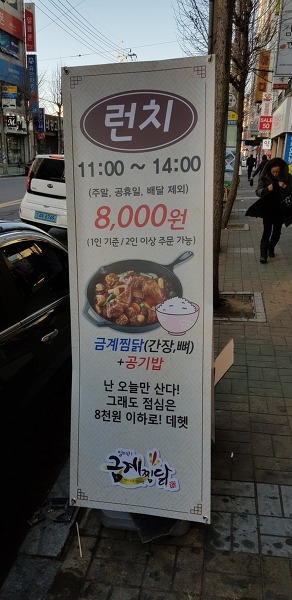 런치
11:00 ~ 14:00
(주말, 공휴일, 배달 제외)
8,000원
(1인 기준 / 2인 이상 주문 가능)
금계찜닭(간장,뼈)
+공기밥
난 오늘만 산다!
그래도 점심은
8천원 이하로! 데헷
금계찜닭
SALE
50